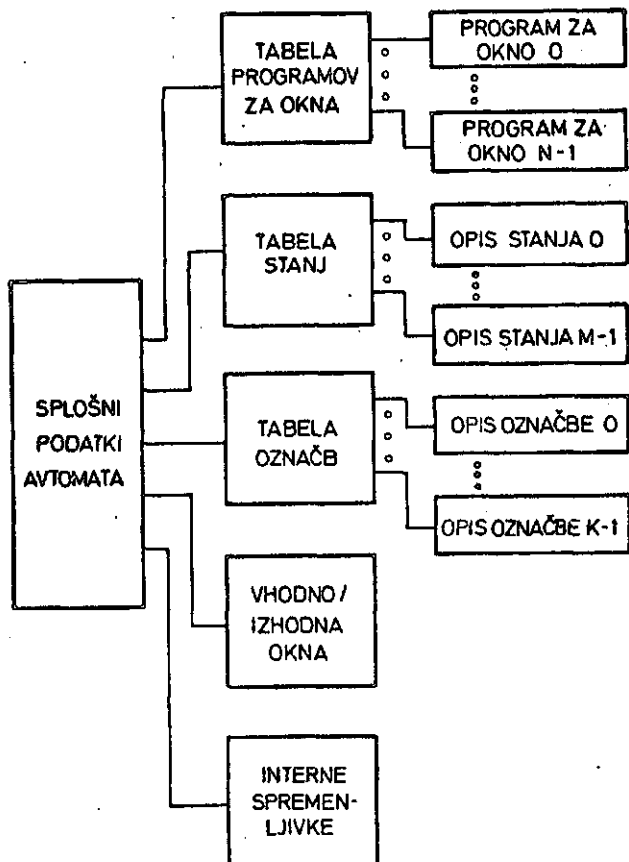 TABELA
PROGRAMOV
ZA OKNA
PROGRAM ZA
OKNO 0
PROGRAM ZA
OKNO N-1
TABELA
STANJ
OPIS STANJA 0
OPIS STANJA M-1
SPLOŠNI
PODATKI
AVTOMATA
TABELA
OZNAČB
OPIS OZNAČBE 0
OPIS OZNAČBE K-1
VHODNO/
IZHODNA
OKNA
INTERNE
SPREMEN-
LJIVKE